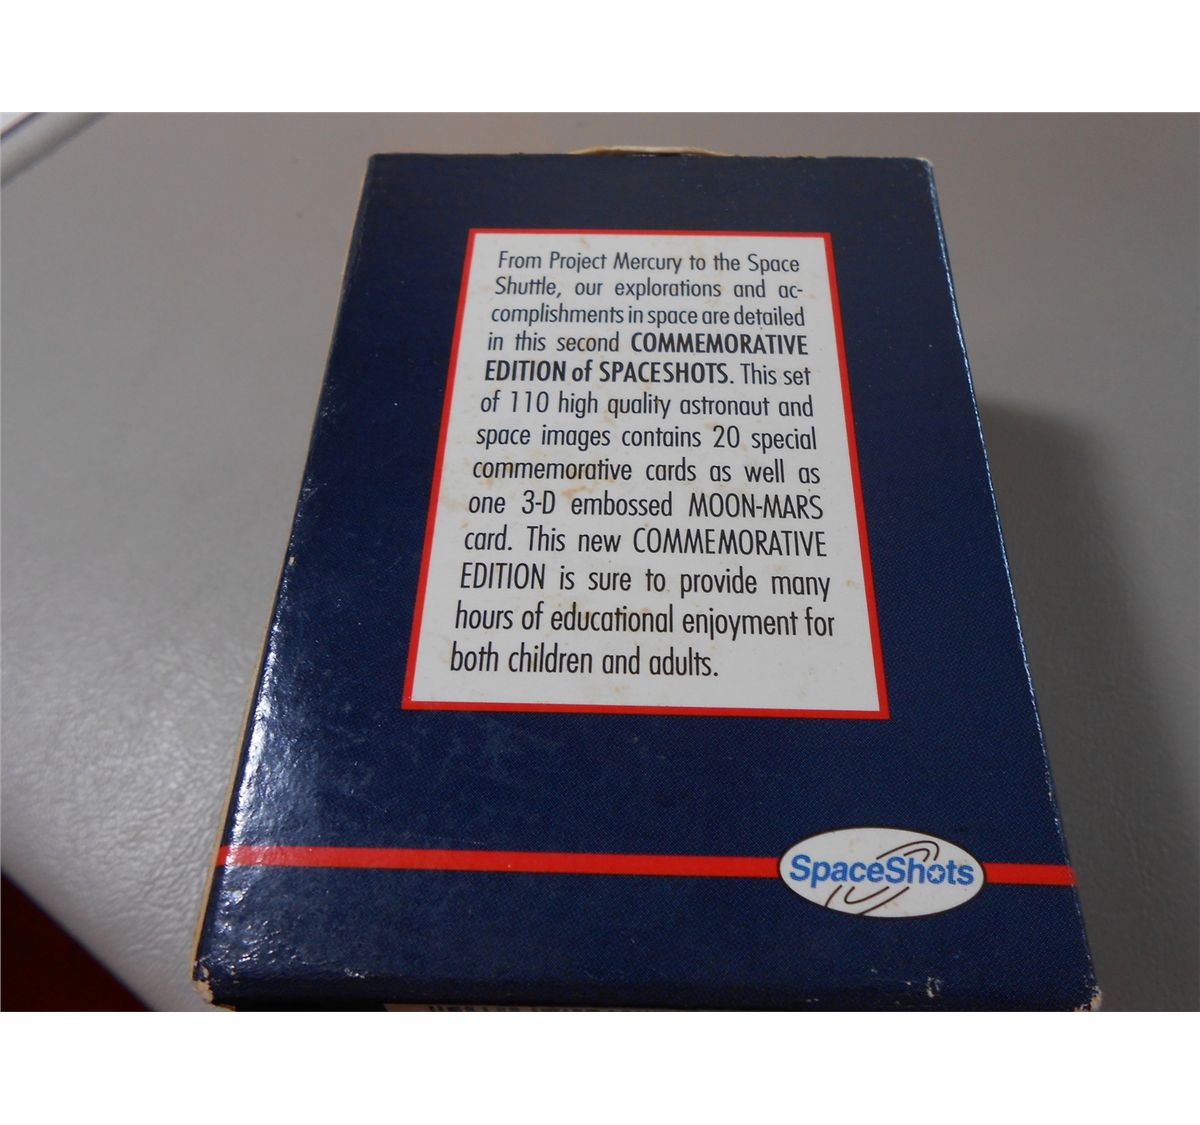 From Project Mercury to the Space
Shuttle, our explorations and ac-
complishments in space are detailed
in this second COMMEMORATIVE
EDITION of SPACESHOTS. This set
of 110 high quality astronaut and
space images contains 20 special
commemorative cards as well as
one 3-D embossed MOON-MARS
card. This new COMMEMORATIVE
EDITION is sure to provide many
hours of educational enjoyment for
both children and adults.
SpaceShots